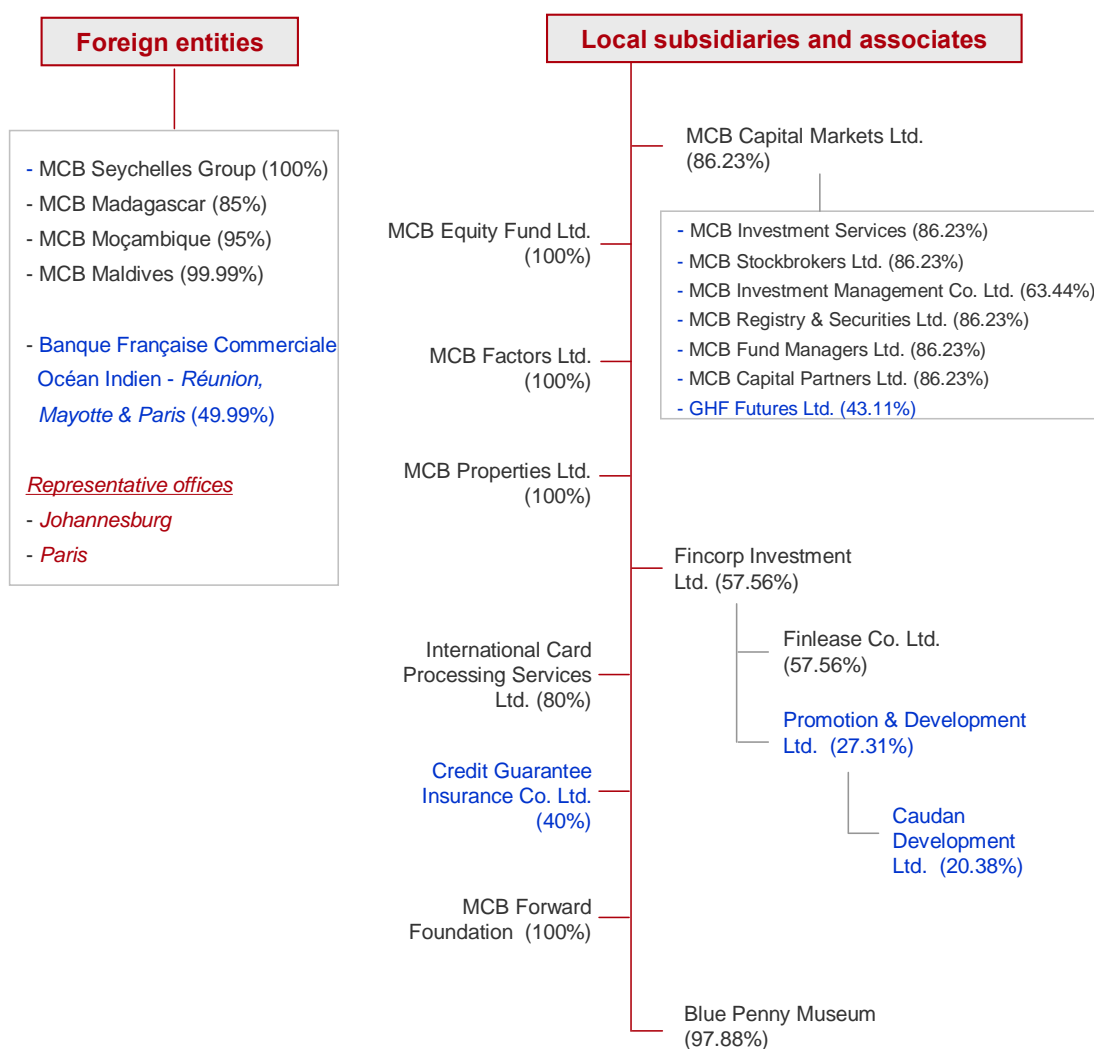 Foreign entities
- MCB Seychelles Group (100%)
- MCB Madagascar (85%)
- MCB Moçambique (95%)
- MCB Maldives (99.99%)
- Banque Française Commerciale
Océan Indien - Réunion,
Mayotte & Paris (49.99%)
Representative offices
- Johannesburg
- Paris
Local subsidiaries and associates
MCB Capital Markets Ltd.
(86.23%)
- MCB Investment Services (86.23%)
- MCB Stockbrokers Ltd. (86.23%)
- MCB Investment Management Co. Ltd. (63.44%)
- MCB Registry & Securities Ltd. (86.23%)
- MCB Fund Managers Ltd. (86.23%)
- MCB Capital Partners Ltd. (86.23%)
- GHF Futures Ltd. (43.11%)
MCB Equity Fund Ltd.
(100%)
MCB Factors Ltd.
(100%)
MCB Properties Ltd.
(100%)
Fincorp Investment
Ltd. (57.56%)
Finlease Co. Ltd.
(57.56%)
Promotion & Development
Ltd. (27.31%)
Caudan
Development
Ltd. (20.38%)
International Card
Processing Services
Ltd. (80%)
Credit Guarantee
Insurance Co. Ltd.
(40%)
MCB Forward
Foundation (100%)
Blue Penny Museum
(97.88%)